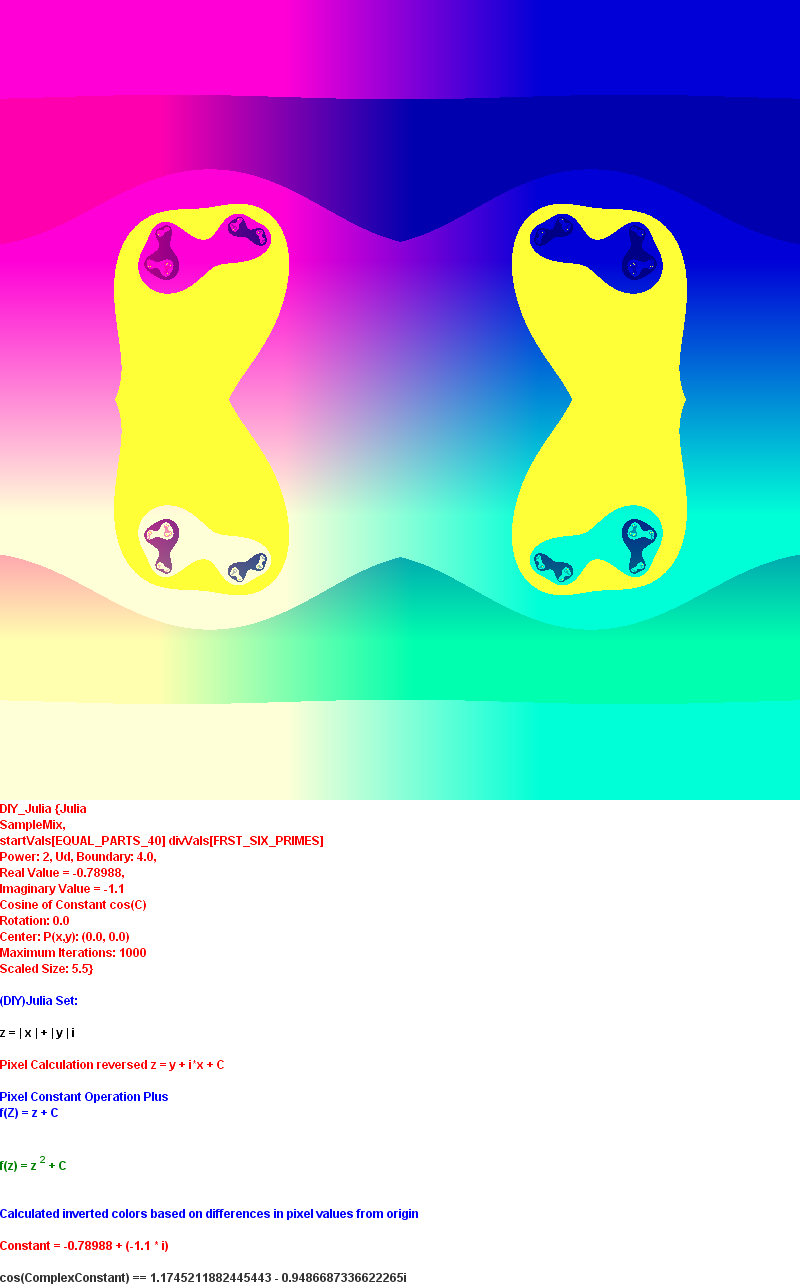 DIY_Julia {Julia
SampleMix,
startVals[EQUAL_PARTS_40] divVals[FRST_SIX_PRIMES]
Power: 2, Ud, Boundary: 4.0,
Real Value = -0.78988,
Imaginary Value = -1.1
Cosine of Constant cos(C)
Rotation: 0.0
Center: P(x,y): (0.0, 0.0)
Maximum Iterations: 1000
Scaled Size: 5.5}
(DIY)Julia Set:
z = | x | + | y | i
Pixel Calculation reversed z = y + i*x + C
Pixel Constant Operation Plus
f(Z) = z + C
f(z) = z ² + C
Calculated inverted colors based on differences in pixel values from origin
Constant = -0.78988 + (-1.1 * i)
cos(ComplexConstant) == 1.1745211882445443 - 0.9486687336622265i